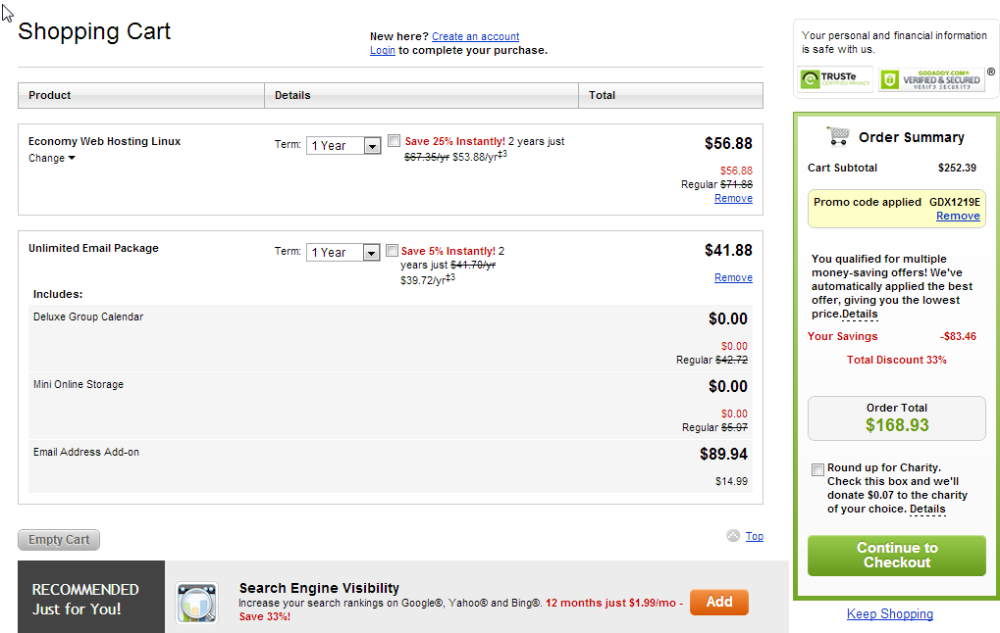 Shopping Cart
New here? Create an account
Login to complete your purchase.
Product Details Total
Economy Web Hosting Linux
Change
Term: 1 Year
Save 25% Instantly! 2 years just
$67.35/yr $53.88/yr‡3
$56.88
$56.88
Regular $71.88
Remove
Unlimited Email Package
Term: 1 Year
Save 5% Instantly! 2
years just $41.78/yr
$39.72/yr‡3
$41.88
Remove
Includes:
Deluxe Group Calendar
$0.00
$0.00
Regular $42.72
Mini Online Storage
$0.00
$0.00
Regular $5.97
Email Address Add-on
$89.94
$14.99
Empty Cart
Top
RECOMMENDED
Just for You!
Search Engine Visibility
Increase your search rankings on Google®, Yahoo® and Bing®. 12 months just $1.99/mo -
Save 33%!
Add
Your personal and financial information
is safe with us.
TRUSTe
CERTIFIED PRIVACY
GODADDY.COM®
VERIFIED & SECURED
VERIFY SECURITY
®
Order Summary
Cart Subtotal $252.39
Promo code applied GDX1219E
Remove
You qualified for multiple
money-saving offers! We've
automatically applied the best
offer, giving you the lowest
price.Details
Your Savings -$83.46
Total Discount 33%
Order Total
$168.93
Round up for Charity.
Check this box and we'll
donate $0.07 to the charity
of your choice. Details
Continue to
Checkout
Keep Shopping